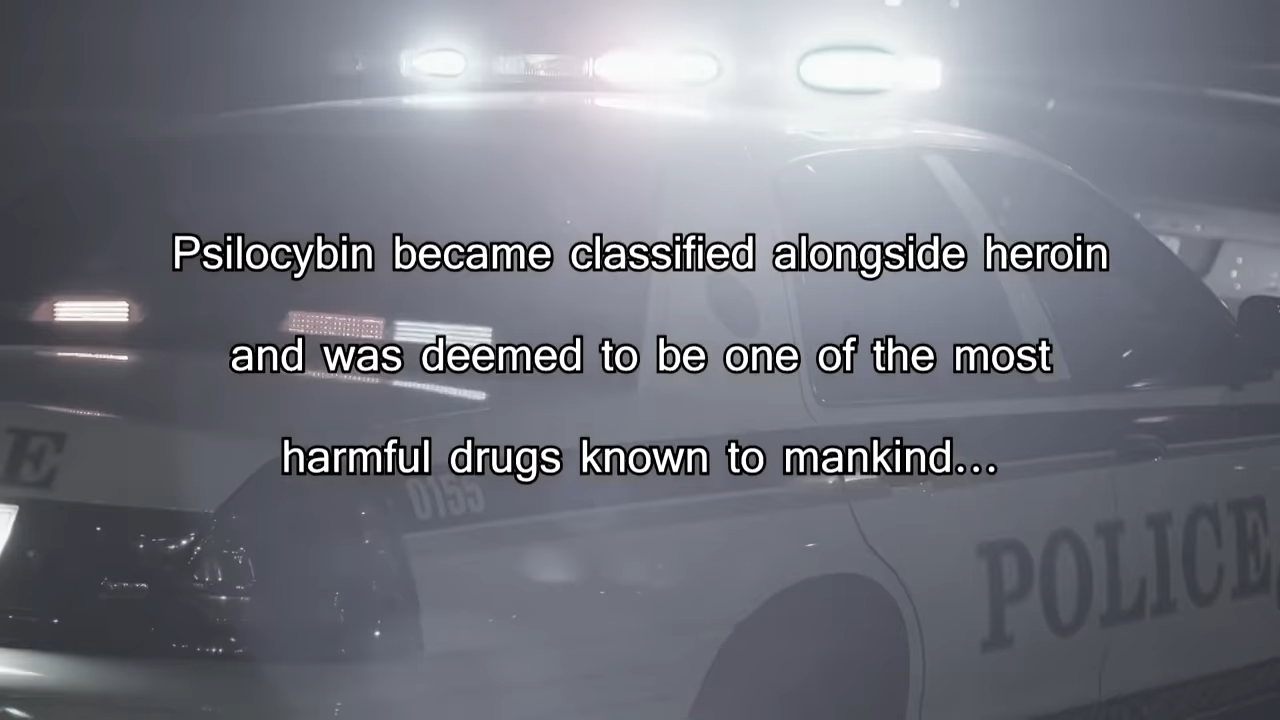 Psilocybin became classified alongside heroin
and was deemed to be one of the most
harmful drugs known to mankind...
E
0155
POLICE